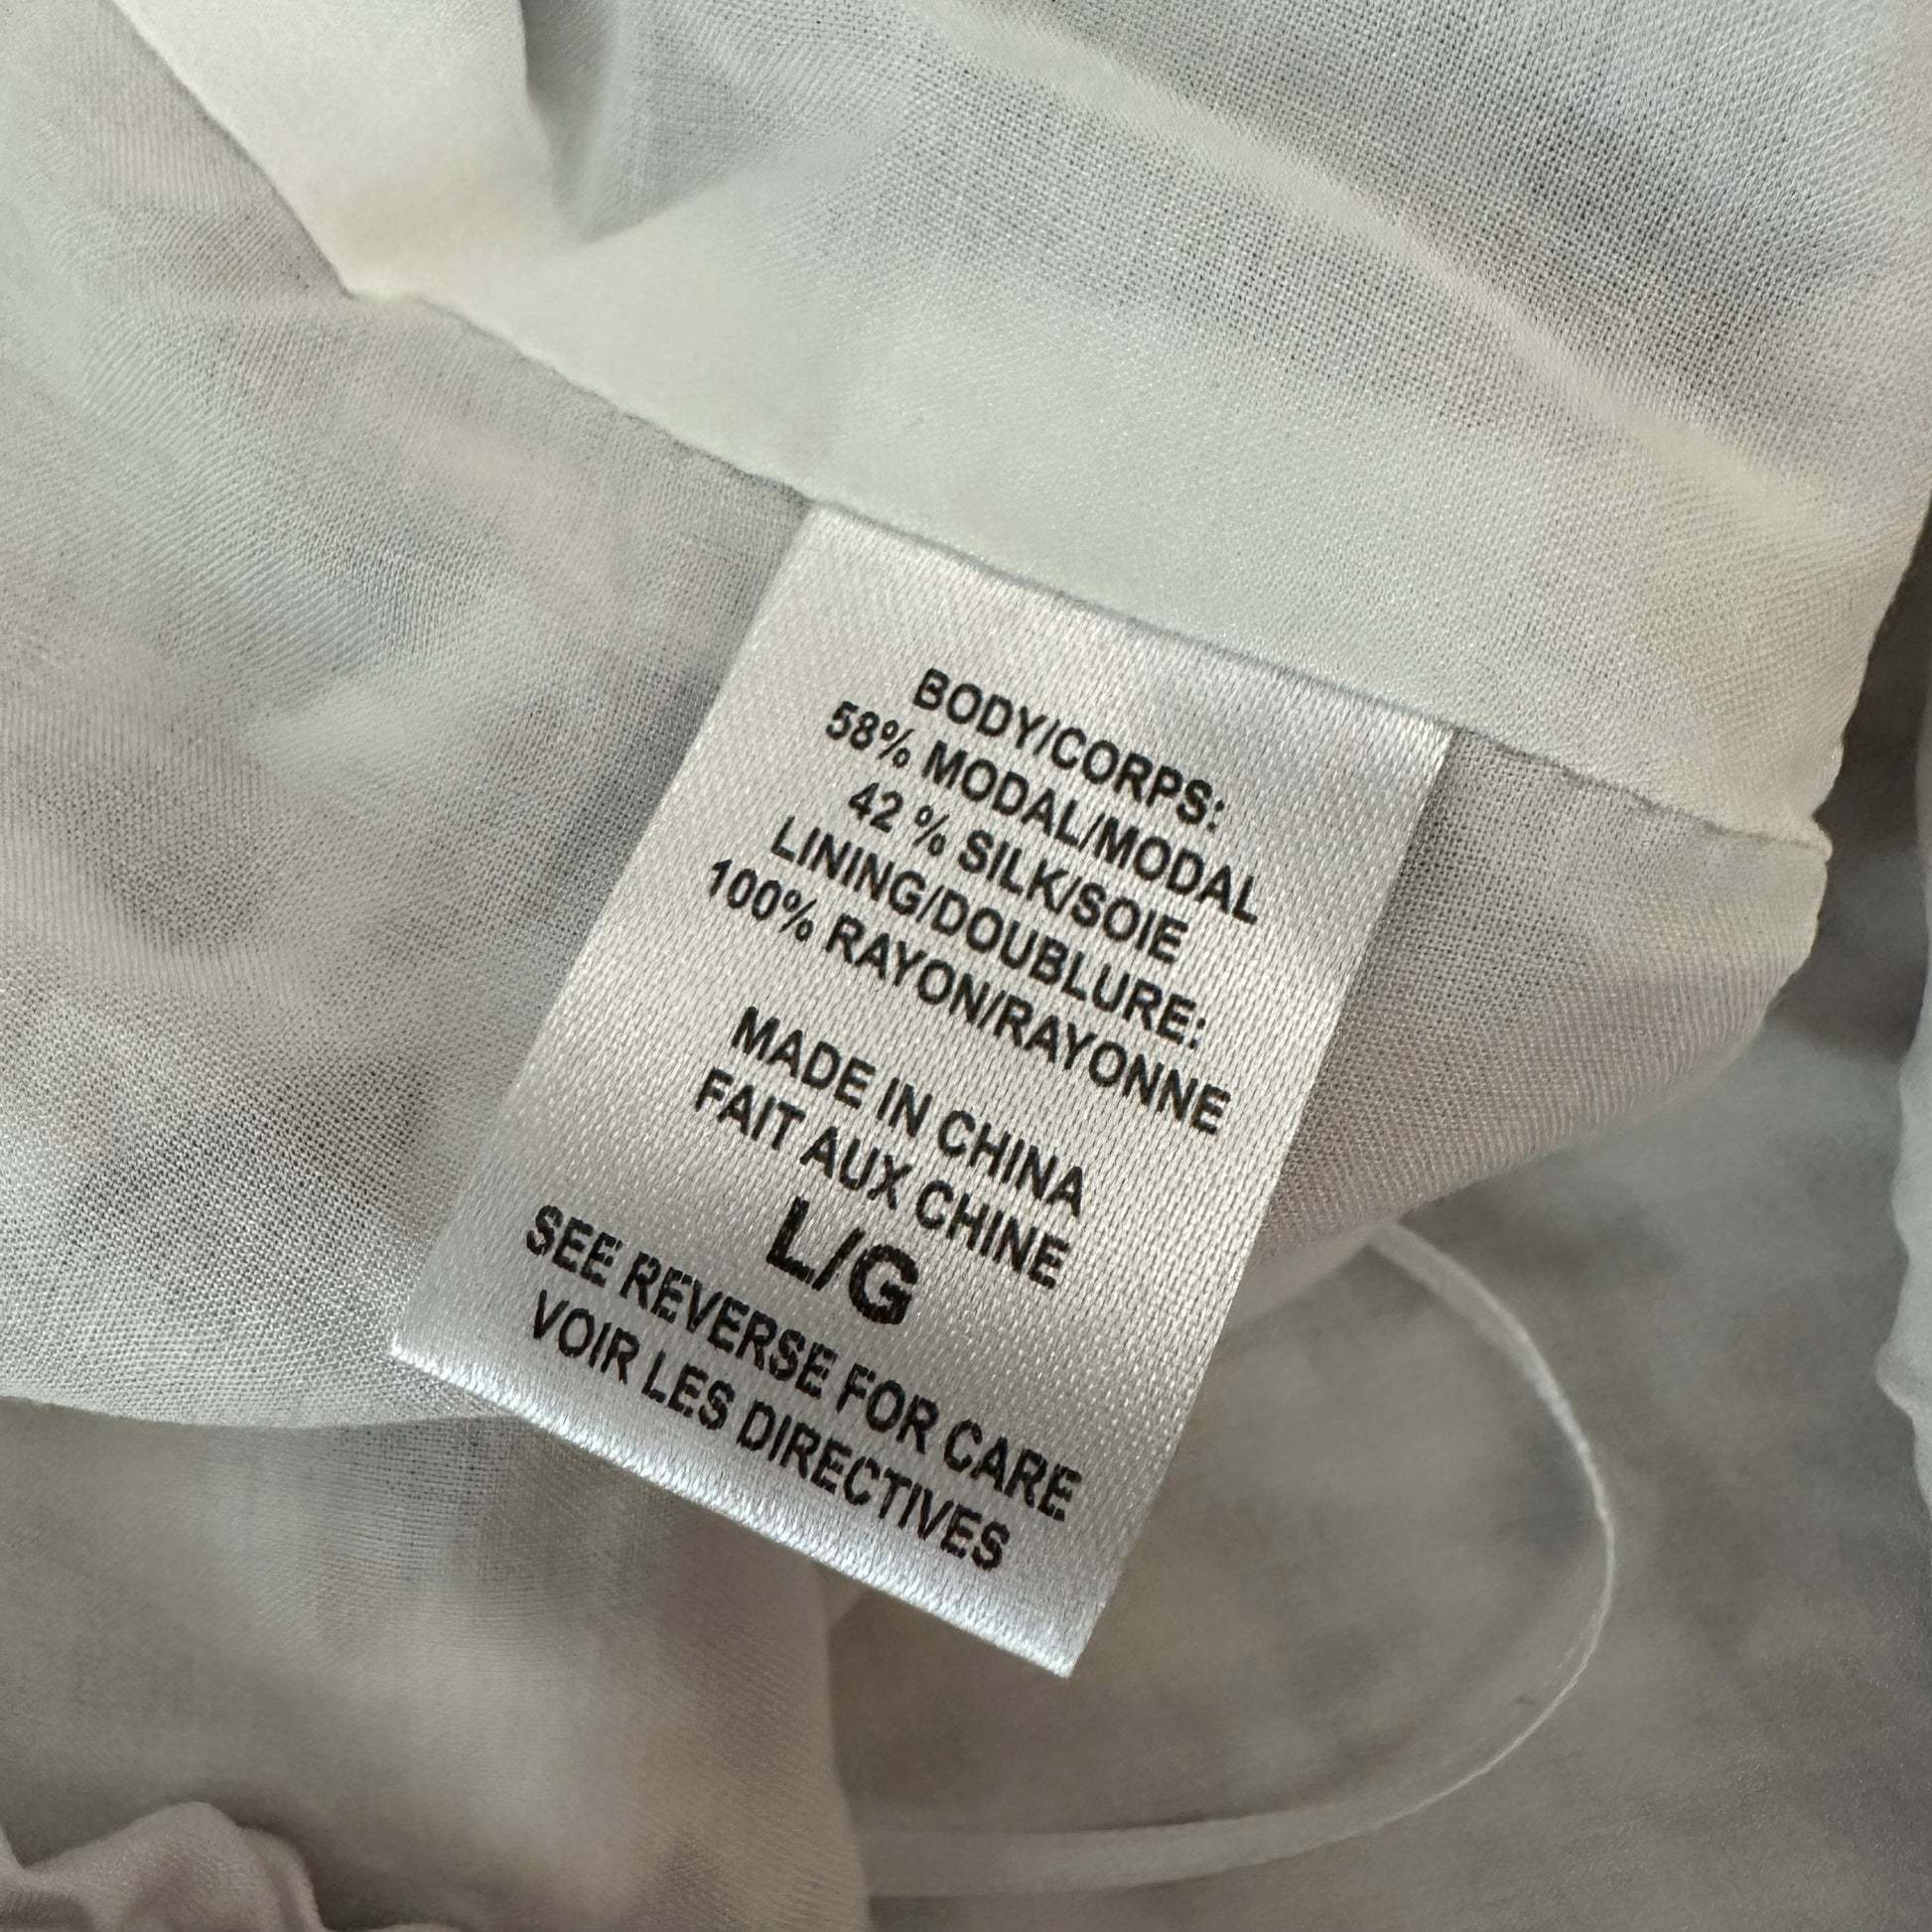 BODY/CORPS:
58% MODAL/MODAL
42 % SILK/SOIE
LINING/DOUBLURE:
100% RAYON/RAYONNE
MADE IN CHINA
FAIT AUX CHINE
L/G
SEE REVERSE FOR CARE
VOIR LES DIRECTIVES